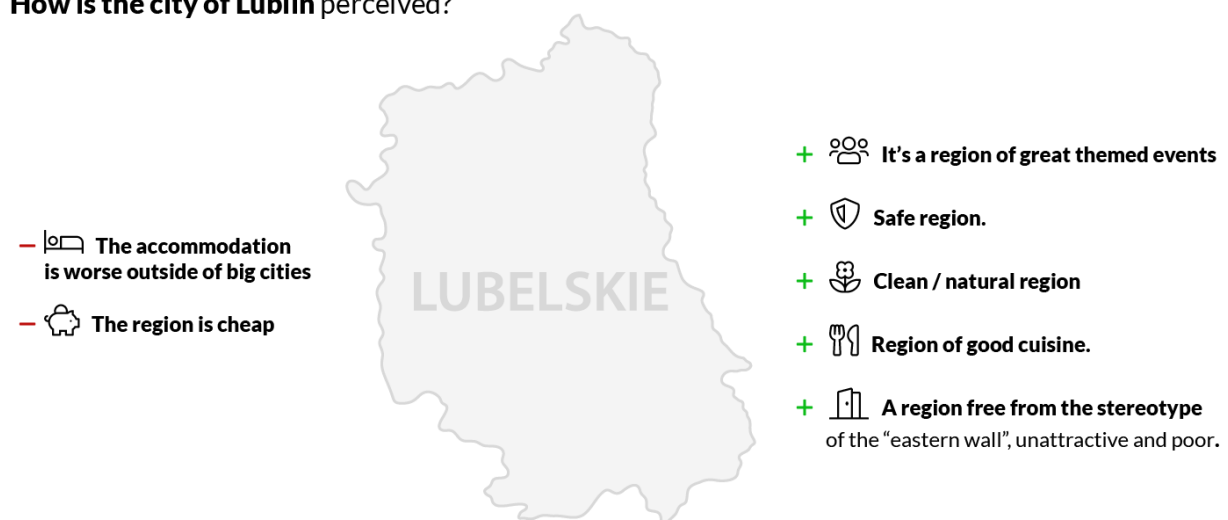 How is the city of Lublin perceived?
The accommodation
is worse outside of big cities
The region is cheap
LUBELSKIE
It's a region of great themed events
Safe region.
Clean / natural region
Region of good cuisine.
A region free from the stereotype
of the “eastern wall”, unattractive and poor.